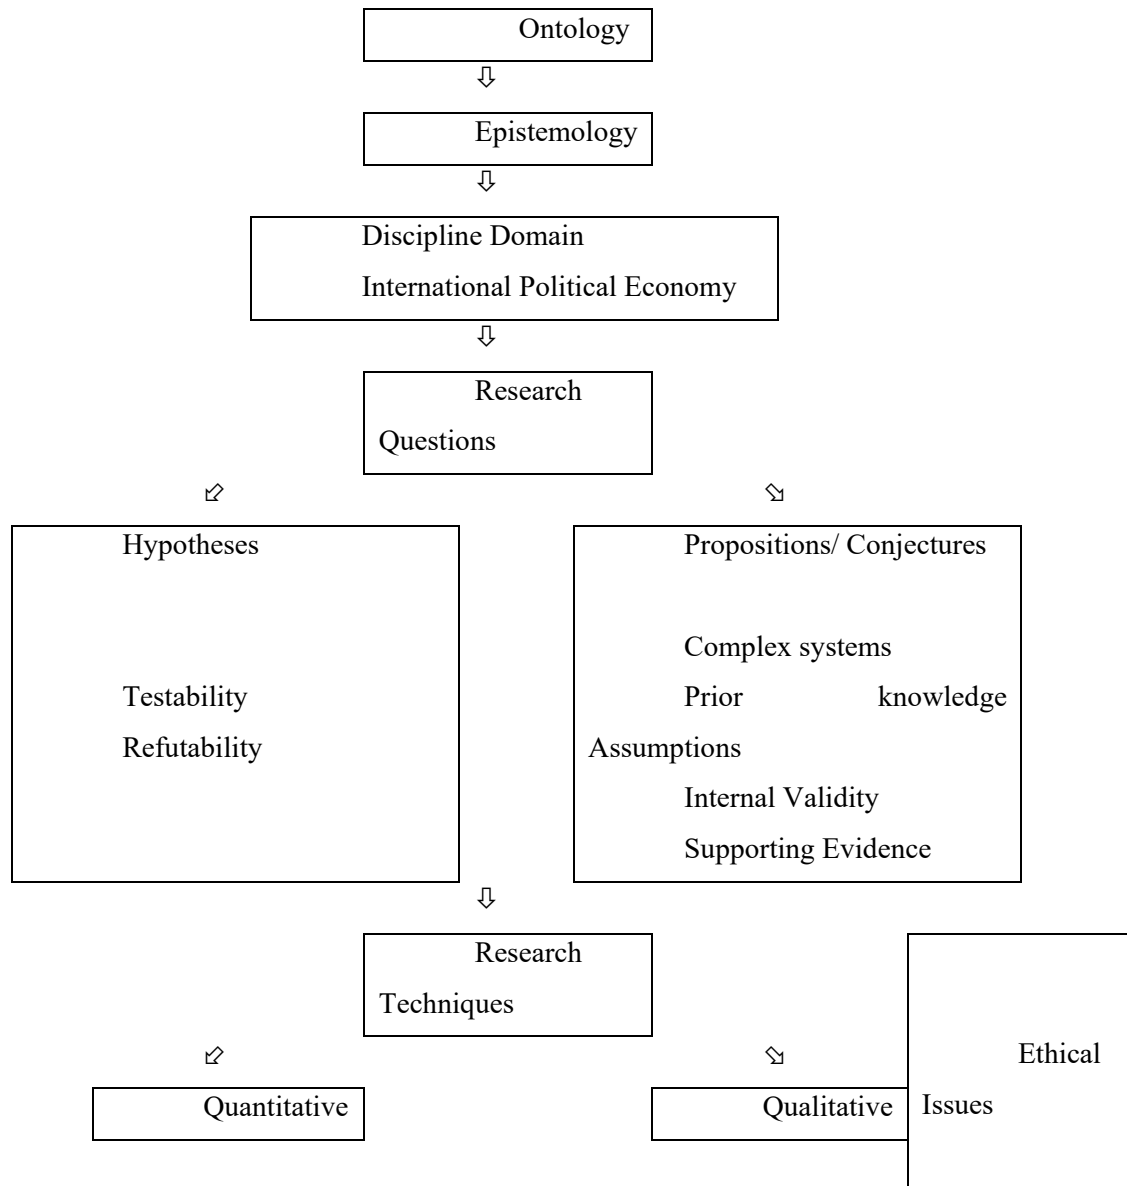 Ontology
⇩
Epistemology
⇩
Discipline Domain
International Political Economy
⇩
Research
Questions
⬃ ⬂
Hypotheses
Testability
Refutability
Propositions/ Conjectures
Complex systems
Prior knowledge
Assumptions
Internal Validity
Supporting Evidence
⇩
Research
Techniques
⬃ ⬂
Quantitative
Qualitative
Ethical
Issues